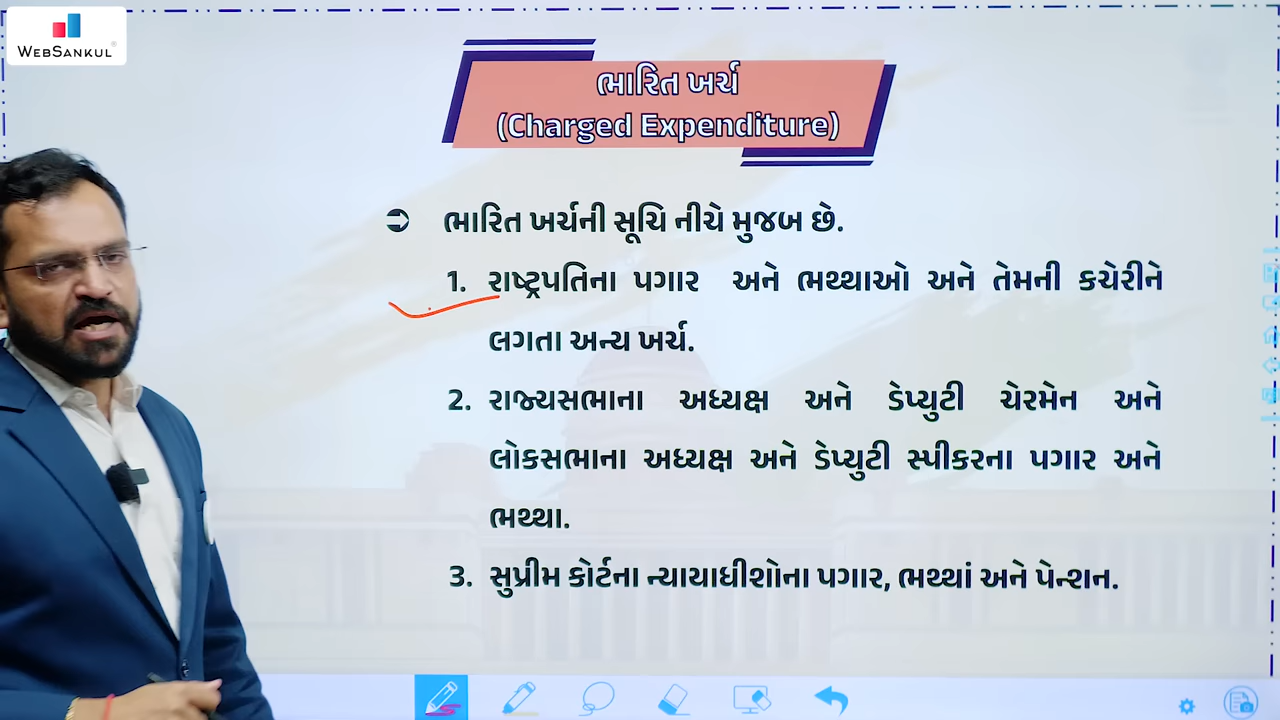 WEBSANKUL®
ભારિત ખર્ચ
(Charged Expenditure)
➲ ભારિત ખર્ચની સૂચિ નીચે મુજબ છે.
1. રાષ્ટ્રપતિના પગાર અને ભથ્થાઓ અને તેમની કચેરીને
લગતા અન્ય ખર્ચ.
2. રાજ્યસભાના અધ્યક્ષ અને ડેપ્યુટી ચેરમેન અને
લોકસભાના અધ્યક્ષ અને ડેપ્યુટી સ્પીકરના પગાર અને
ભથ્થા.
3. સુપ્રીમ કોર્ટના ન્યાયાધીશોના પગાર, ભથ્થાં અને પેન્શન.